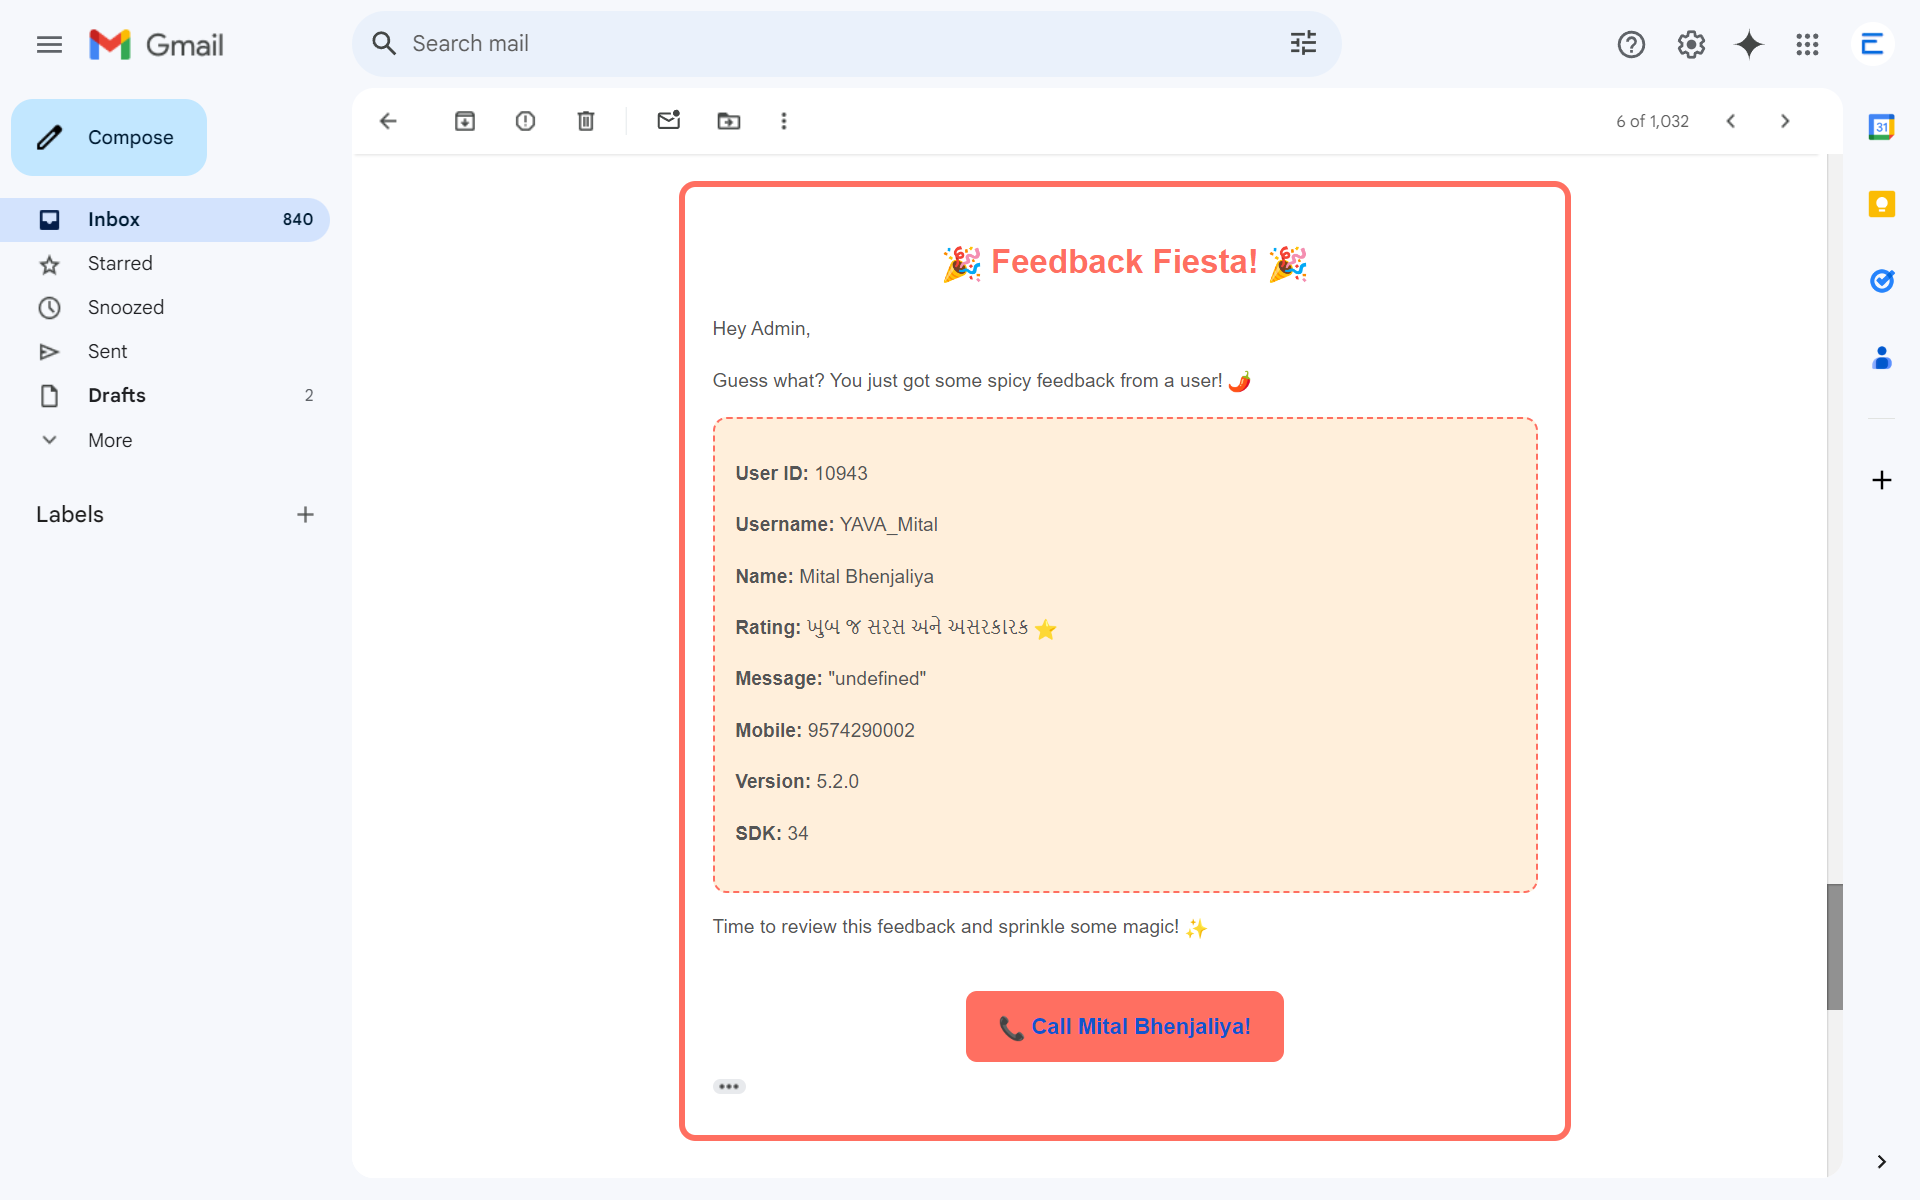 Gmail
Search mail
Compose
6 of 1,032
Inbox 840
Starred
Snoozed
Sent
Drafts 2
More
Labels
31
🎉 Feedback Fiesta! 🎉
Hey Admin,
Guess what? You just got some spicy feedback from a user! 🌶️
User ID: 10943
Username: YAVA_Mital
Name: Mital Bhenjaliya
Rating: ખુબ જ સરસ અને અસરકારક ⭐
Message: "undefined"
Mobile: 9574290002
Version: 5.2.0
SDK: 34
Time to review this feedback and sprinkle some magic! ✨
📞 Call Mital Bhenjaliya!